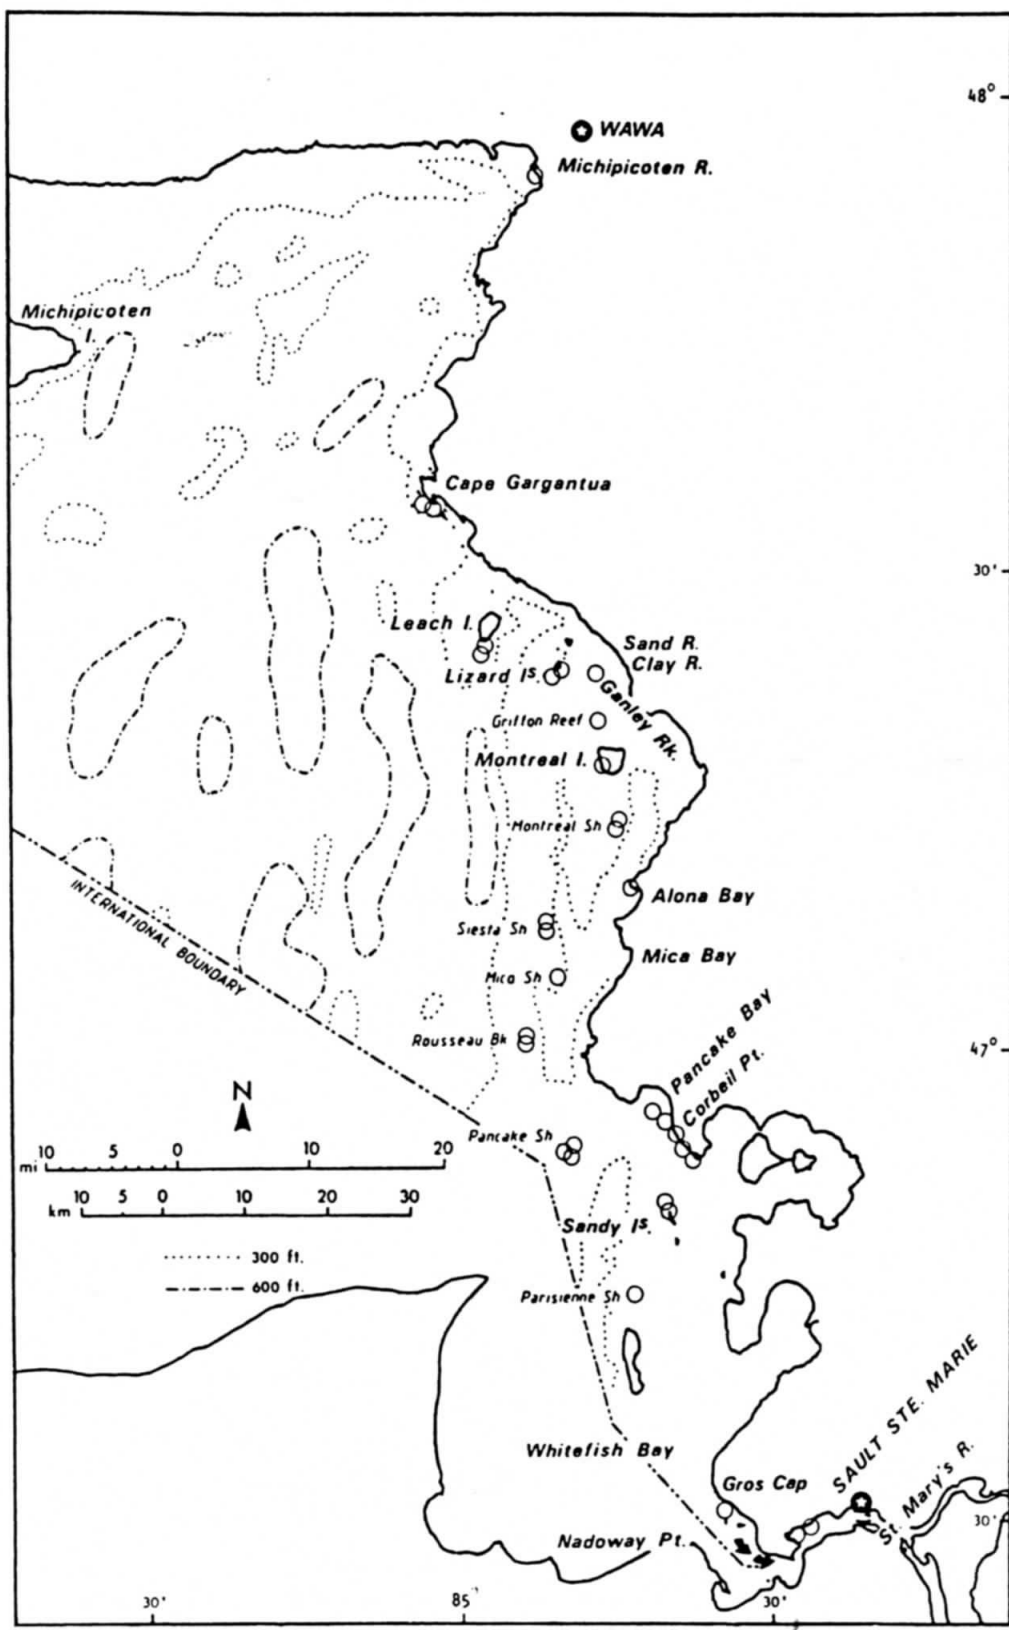 48°
WAWA
Michipicoten R.
Michipicoten
I.
Cape Gargantua
30'
Leach I.
Sand R.
Clay R.
Lizard Is.
Ganley Rk.
Griffon Reef
Montreal I.
Montreal Sh
Alona Bay
INTERNATIONAL BOUNDARY
Siesta Sh
Mica Bay
Mica Sh
Pancake Bay
Rousseau Bk
47°
Corbeil Pt.
N
Pancake Sh
10 5 0 10 20
mi
10 5 0 10 20 30
km
Sandy Is.
300 ft.
600 ft.
Parisienne Sh
SAULT STE. MARIE
Whitefish Bay
St. Mary's R.
Gros Cap
30'
Nadoway Pt.
30'
85°
30'